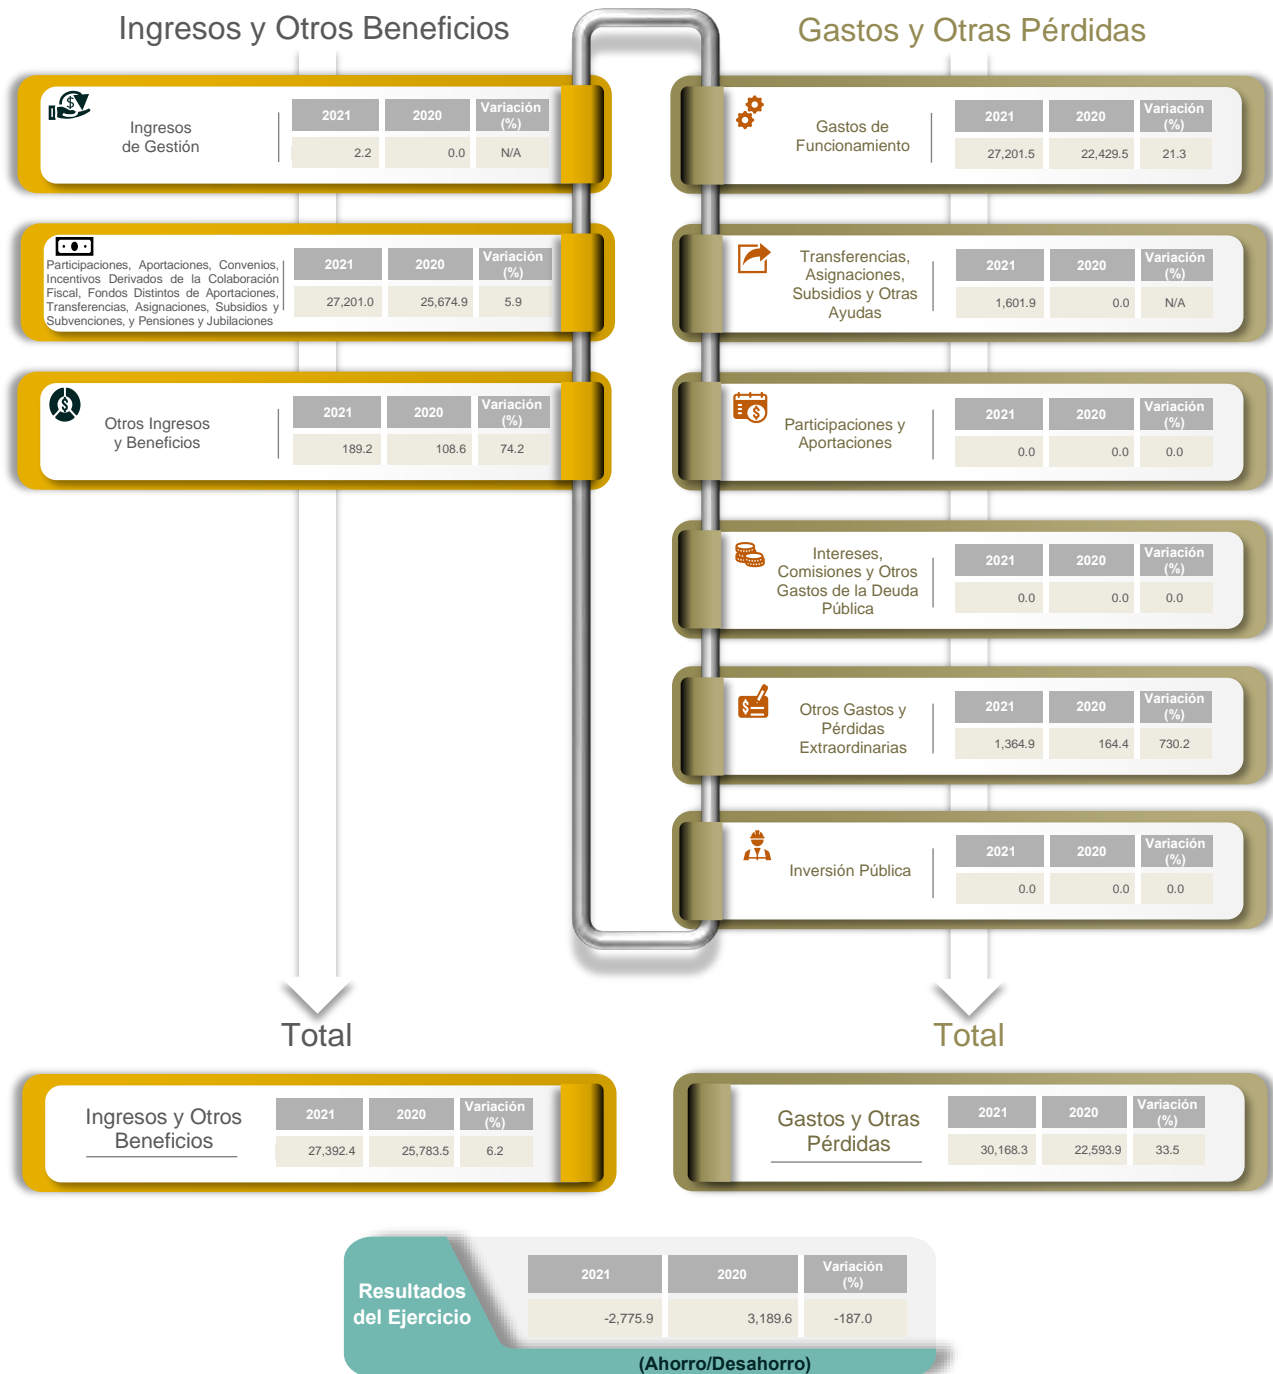 Ingresos y Otros Beneficios
Ingresos
de Gestión
2021 2020 Variación
(%)
2.2 0.0 N/A
Participaciones, Aportaciones, Convenios,
Incentivos Derivados de la Colaboración
Fiscal, Fondos Distintos de Aportaciones,
Transferencias, Asignaciones, Subsidios y
Subvenciones, y Pensiones y Jubilaciones
2021 2020 Variación
(%)
27,201.0 25,674.9 5.9
Otros Ingresos
y Beneficios
2021 2020 Variación
(%)
189.2 108.6 74.2
Gastos y Otras Pérdidas
Gastos de
Funcionamiento
2021 2020 Variación
(%)
27,201.5 22,429.5 21.3
Transferencias,
Asignaciones,
Subsidios y Otras
Ayudas
2021 2020 Variación
(%)
1,601.9 0.0 N/A
Participaciones y
Aportaciones
2021 2020 Variación
(%)
0.0 0.0 0.0
Intereses,
Comisiones y Otros
Gastos de la Deuda
Pública
2021 2020 Variación
(%)
0.0 0.0 0.0
Otros Gastos y
Pérdidas
Extraordinarias
2021 2020 Variación
(%)
1,364.9 164.4 730.2
Inversión Pública
2021 2020 Variación
(%)
0.0 0.0 0.0
Total
Ingresos y Otros
Beneficios
2021 2020 Variación
(%)
27,392.4 25,783.5 6.2
Total
Gastos y Otras
Pérdidas
2021 2020 Variación
(%)
30,168.3 22,593.9 33.5
Resultados
del Ejercicio
2021 2020 Variación
(%)
-2,775.9 3,189.6 -187.0
(Ahorro/Desahorro)